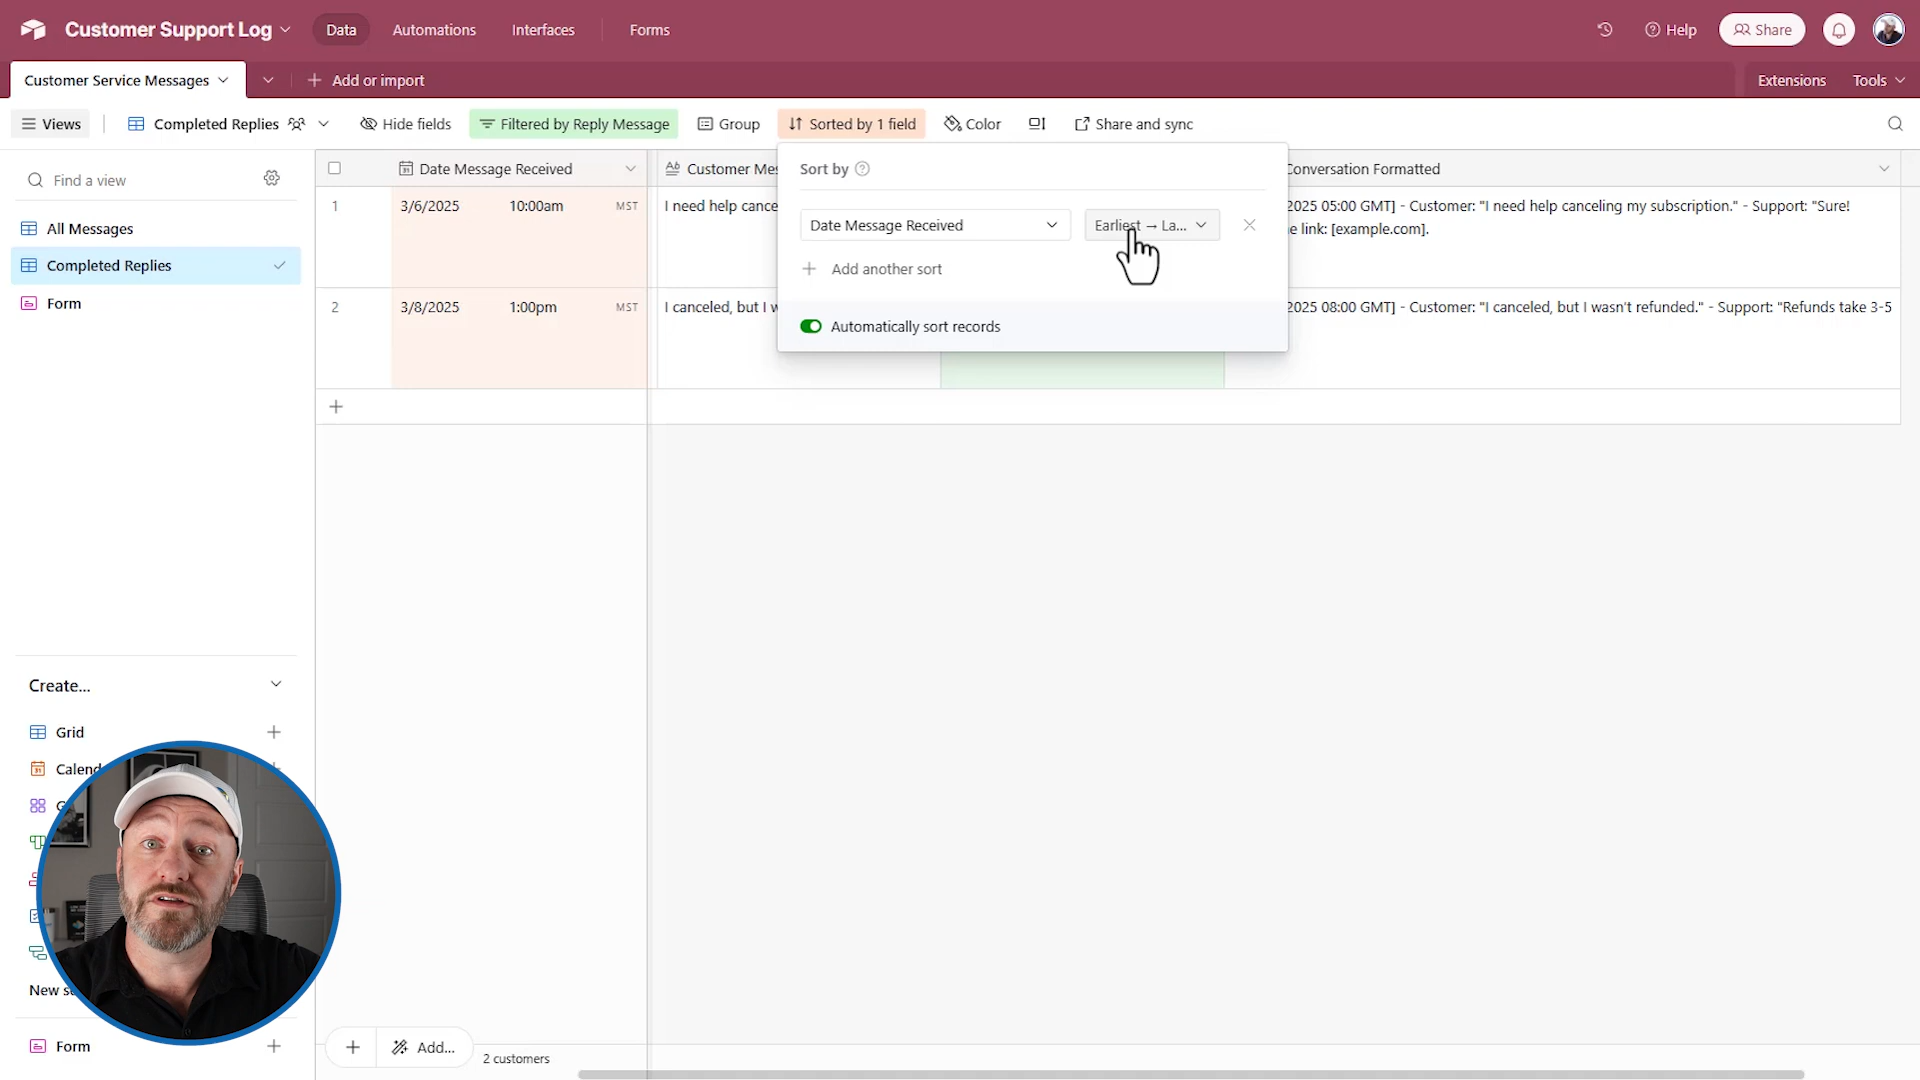 Customer Support Log
Data
Automations
Interfaces
Forms
Help
Share
Customer Service Messages
Add or import
Extensions
Tools
Views
Completed Replies
Hide fields
Filtered by Reply Message
Group
Sorted by 1 field
Color
Share and sync
Find a view
All Messages
Completed Replies
Form
Date Message Received
Customer Mes
Conversation Formatted
1
3/6/2025 10:00am MST
I need help cance
2025 05:00 GMT] - Customer: "I need help canceling my subscription." - Support: "Sure!
e link: [example.com].
2
3/8/2025 1:00pm MST
I canceled, but I w
2025 08:00 GMT] - Customer: "I canceled, but I wasn't refunded." - Support: "Refunds take 3-5
Sort by
Date Message Received
Earliest → La...
Add another sort
Automatically sort records
Create...
Grid
Calend
New s
Form
Add...
2 customers